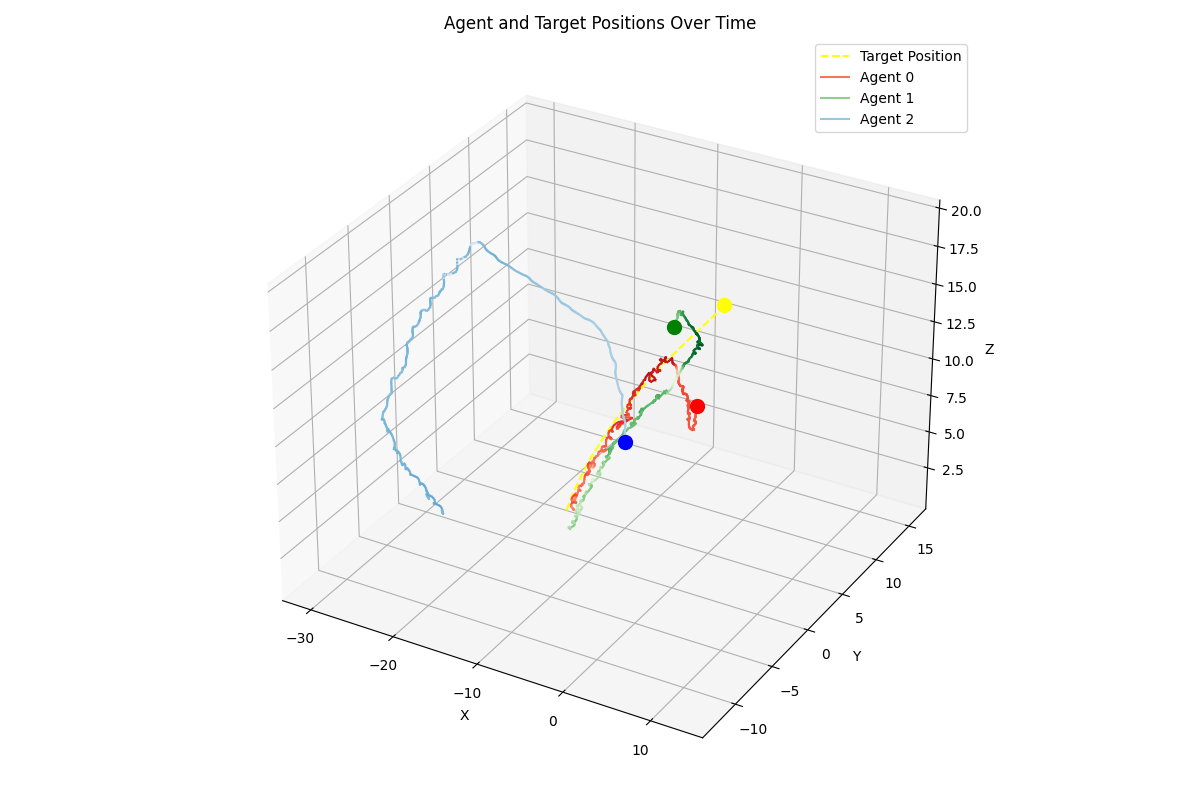 Agent and Target Positions Over Time
Target Position
Agent 0
Agent 1
Agent 2
20.0
17.5
15.0
12.5
10.0
7.5
5.0
2.5
Z
15
10
5
0
−5
−10
Y
−30
−20
−10
0
10
X